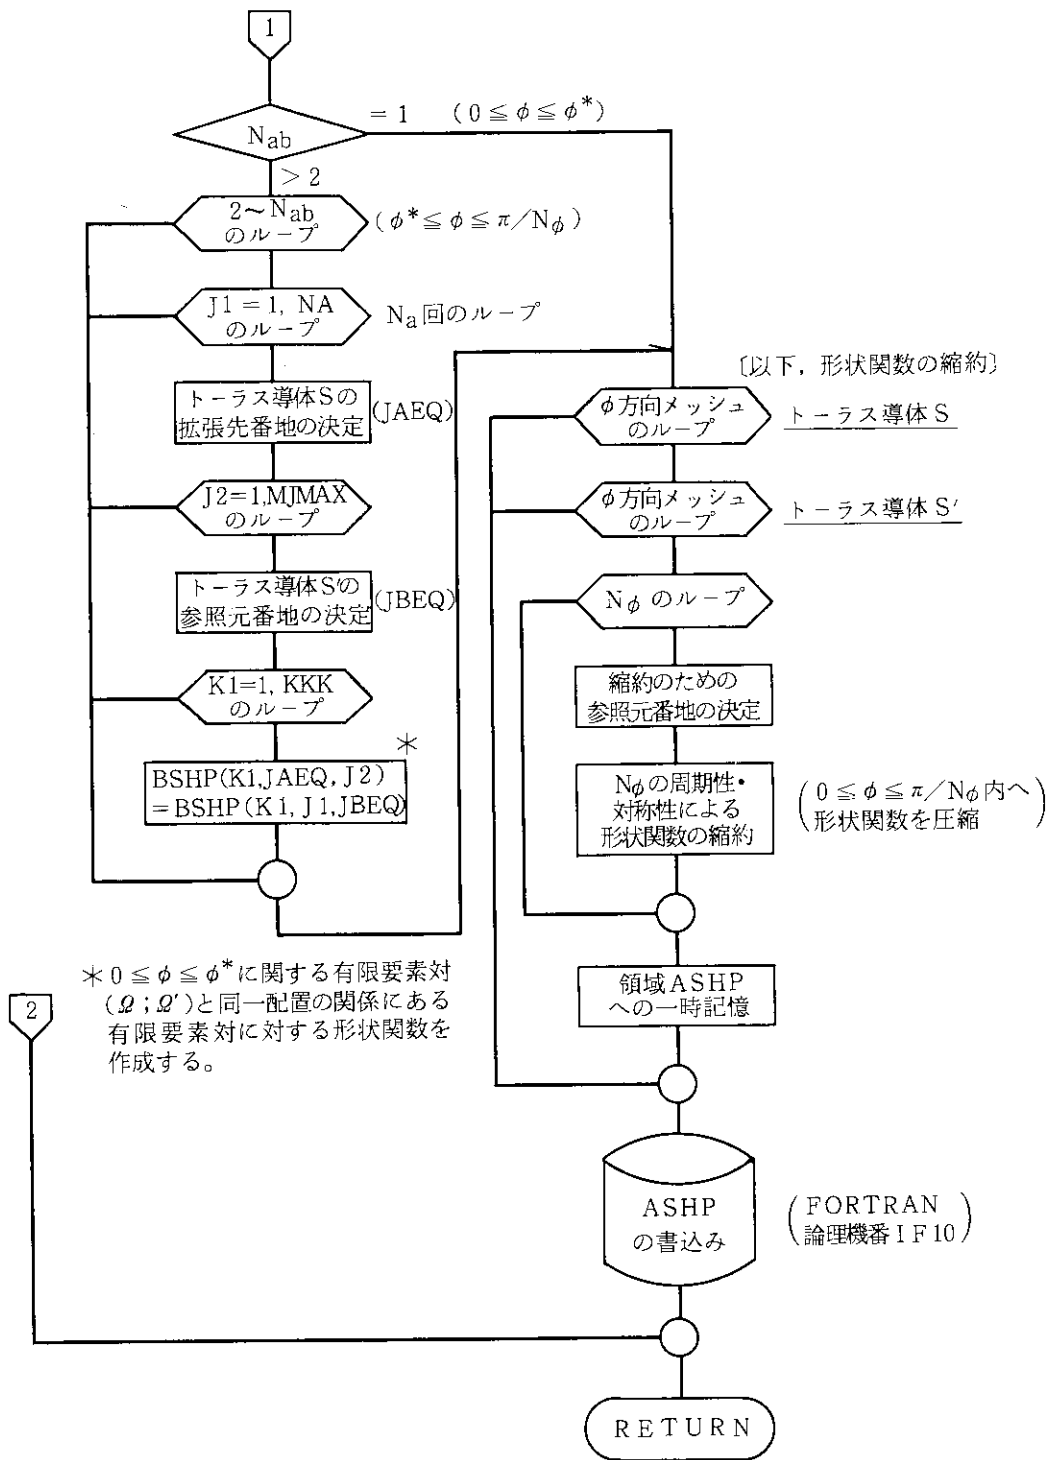 1
N_ab
= 1 (0 ≦ φ ≦ φ*)
> 2
2〜N_ab
のループ
(φ* ≦ φ ≦ π/N_φ)
J1 = 1, NA
のループ
N_a回のループ
トーラス導体Sの
拡張先番地の決定
(JAEQ)
J2=1,MJMAX
のループ
トーラス導体S'の
参照元番地の決定
(JBEQ)
K1=1, KKK
のループ
*
BSHP(K1,JAEQ, J2)
=BSHP(K1, J1,JBEQ)
* 0 ≦ φ ≦ φ*に関する有限要素対
(Ω;Ω')と同一配置の関係にある
有限要素対に対する形状関数を
作成する。
2
〔以下,形状関数の縮約〕
φ方向メッシュ
のループ
トーラス導体 S
φ方向メッシュ
のループ
トーラス導体 S'
N_φ のループ
縮約のための
参照元番地の決定
N_φの周期性・
対称性による
形状関数の縮約
(0 ≦ φ ≦ π/N_φ内へ
形状関数を圧縮)
領域ASHP
への一時記憶
ASHP
の書込み
(FORTRAN
論理機番IF10)
RETURN